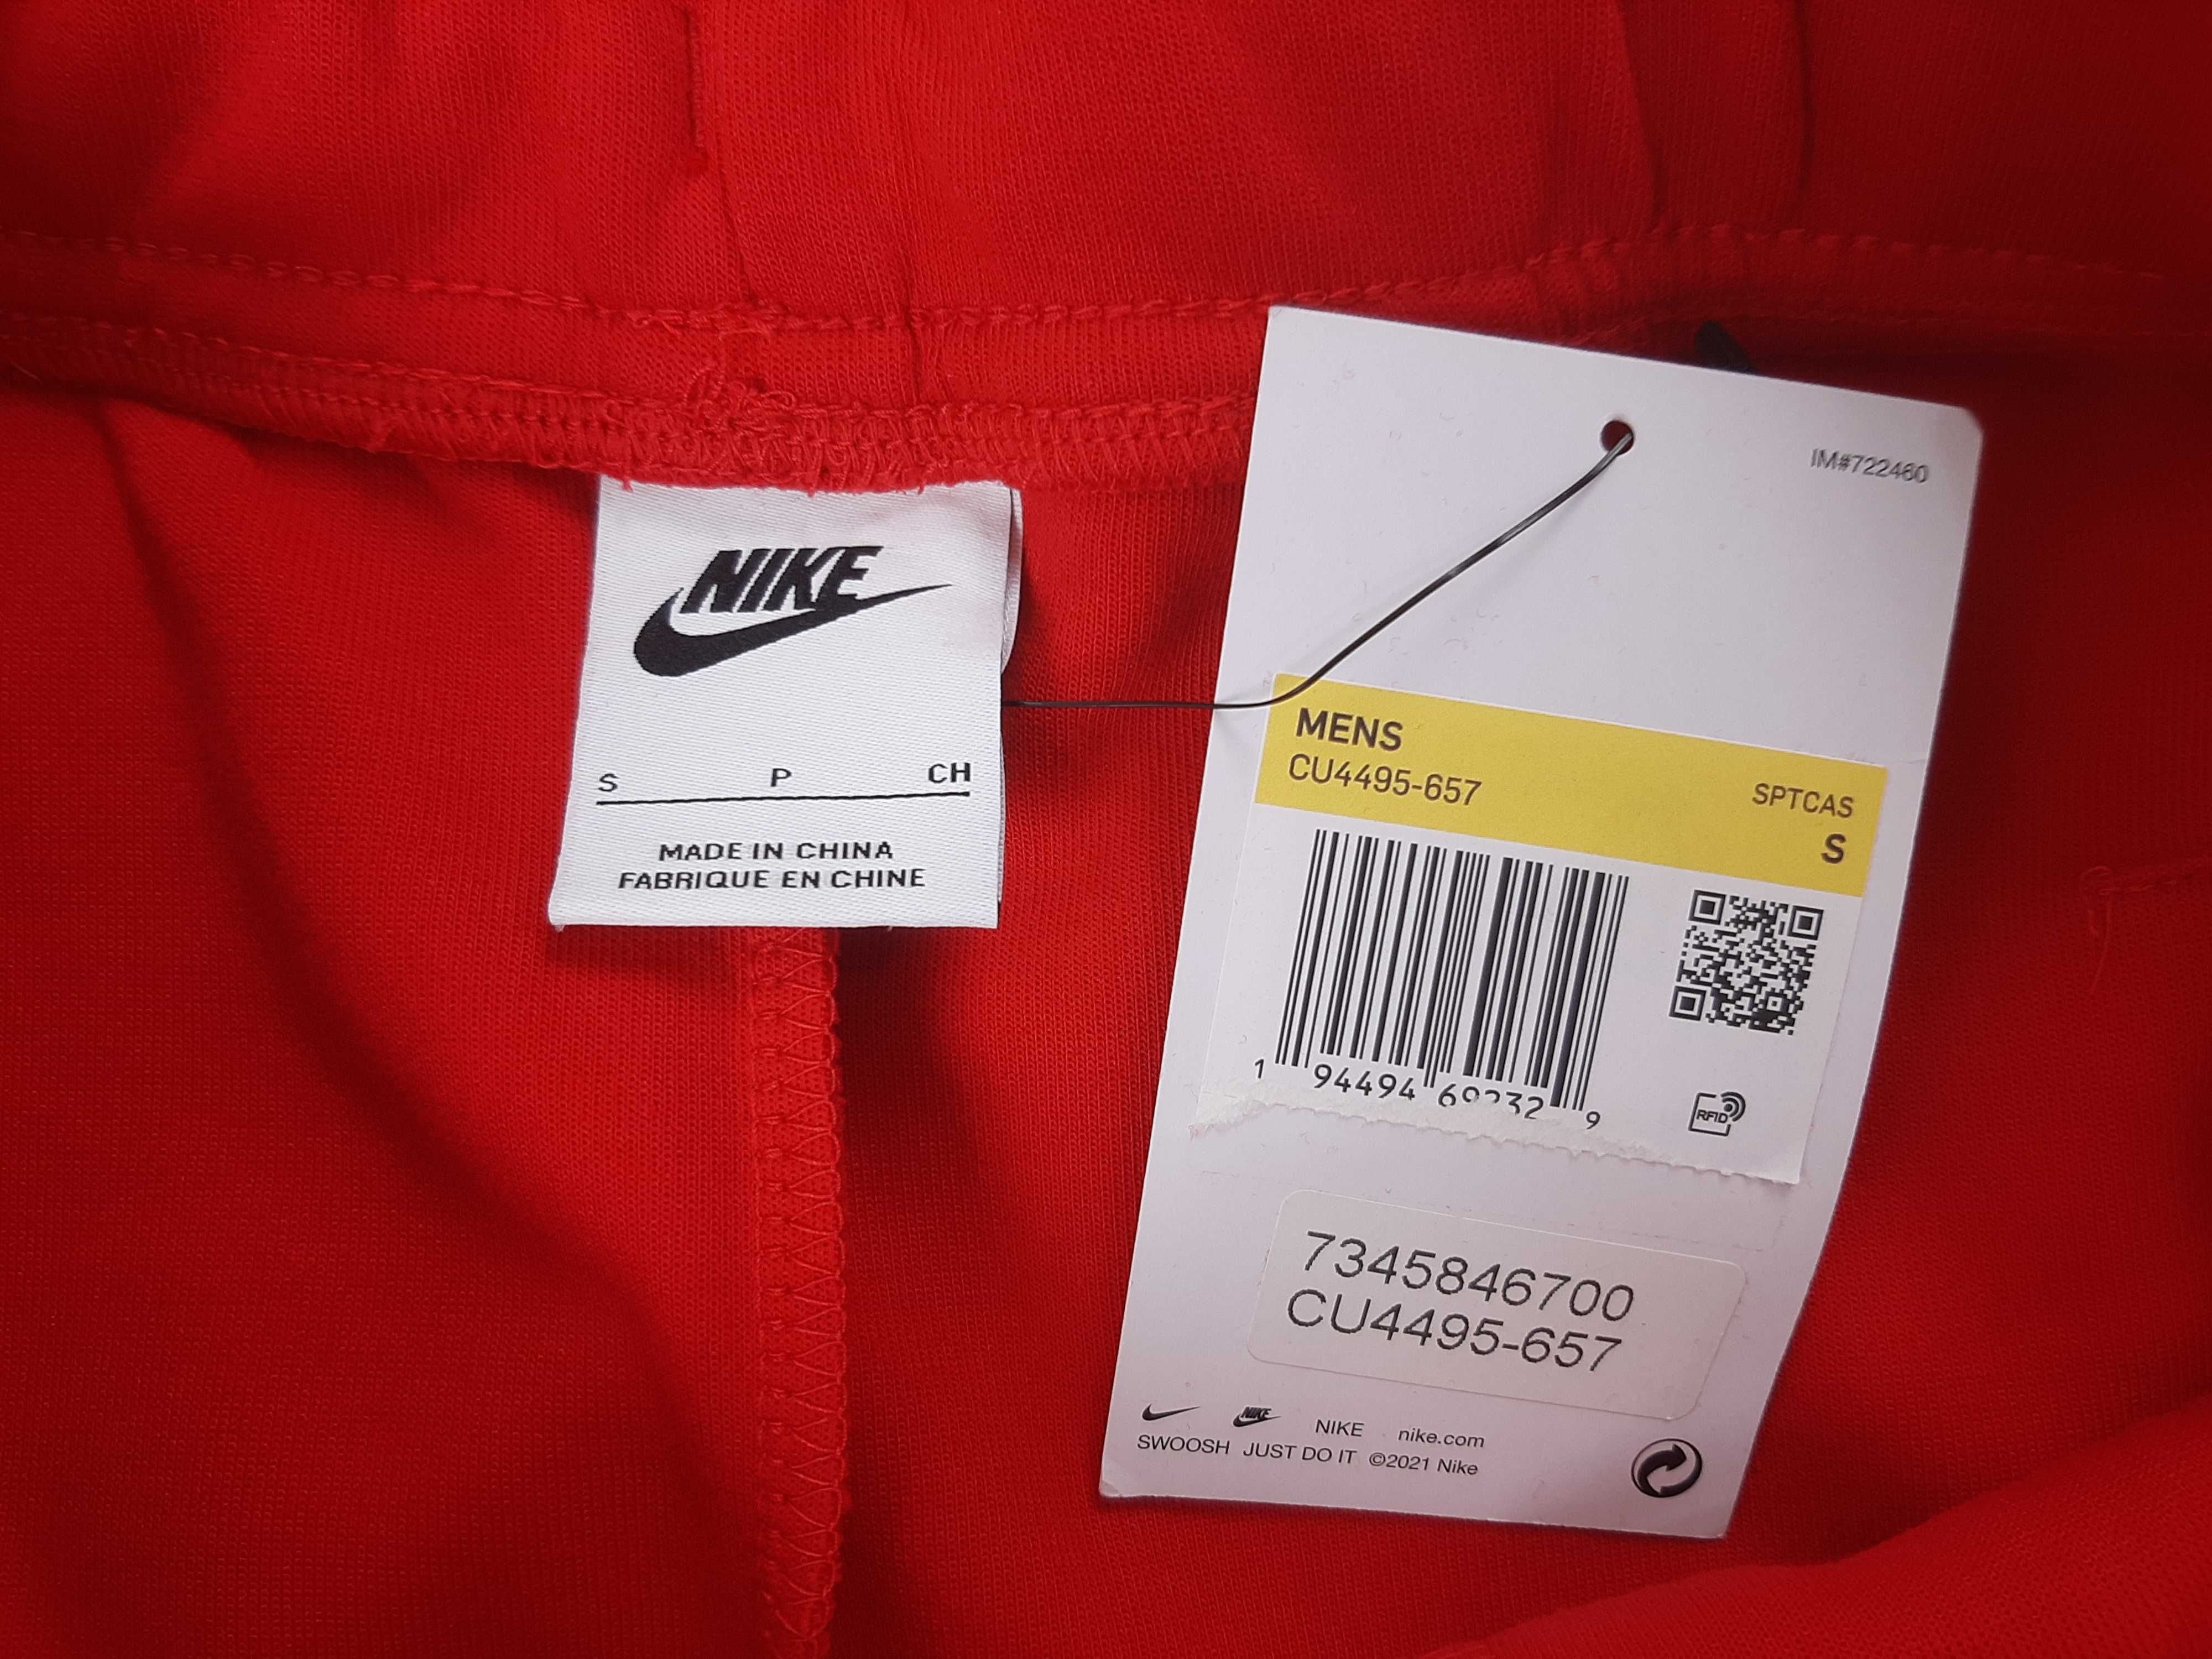 NIKE
S P CH
MADE IN CHINA
FABRIQUE EN CHINE
IM#722460
MENS
CU4495-657
SPTCAS
S
1 94494 69232 9
RFID
7345846700
CU4495-657
NIKE NIKE nike.com
SWOOSH JUST DO IT ©2021 Nike